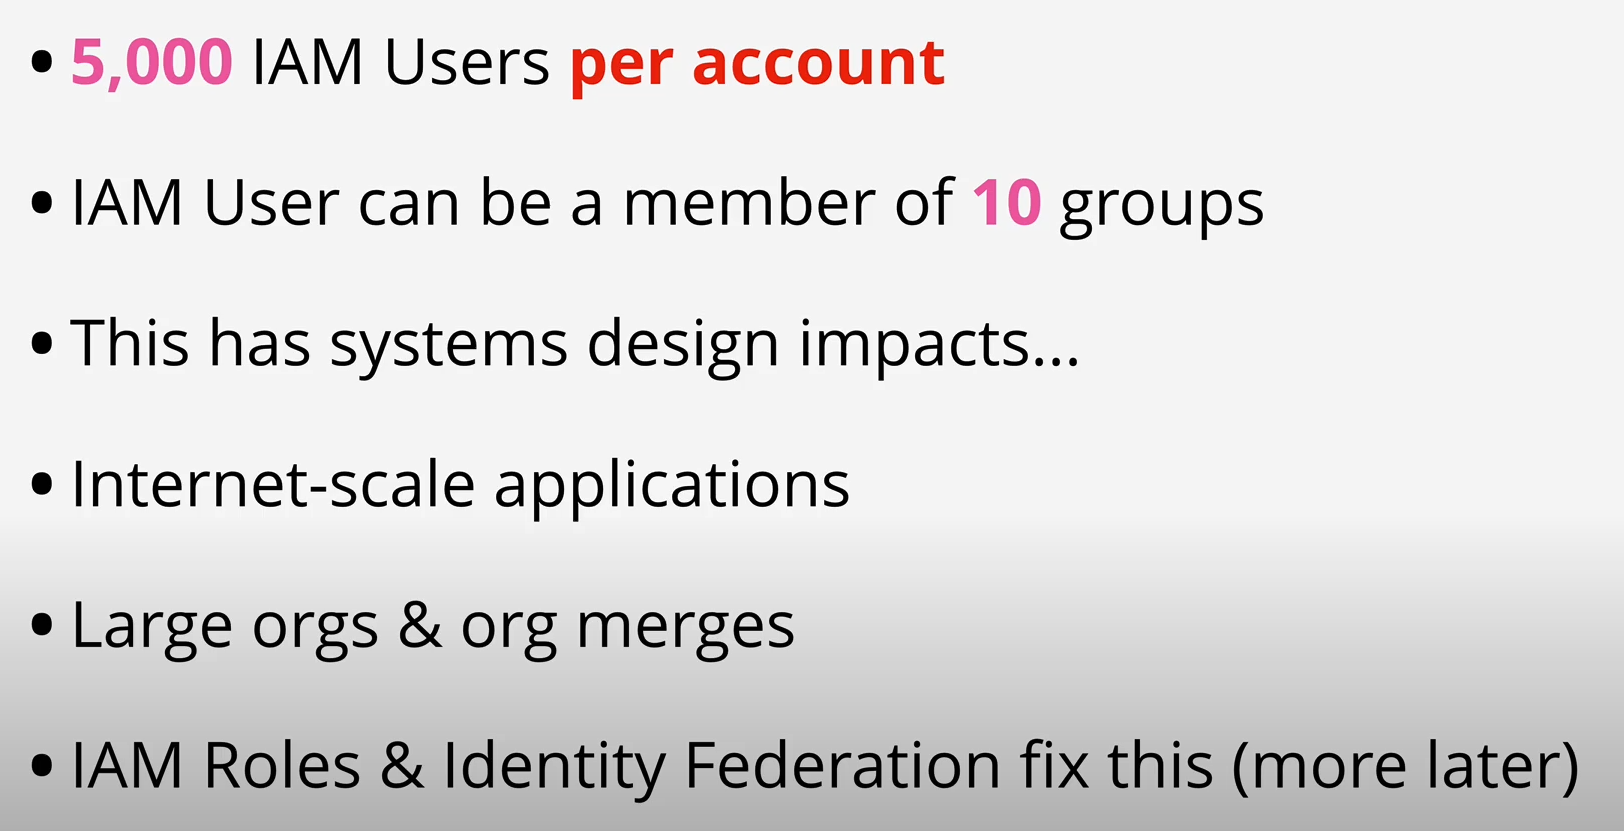 • 5,000 IAM Users per account
• IAM User can be a member of 10 groups
• This has systems design impacts...
• Internet-scale applications
• Large orgs & org merges
• IAM Roles & Identity Federation fix this (more later)